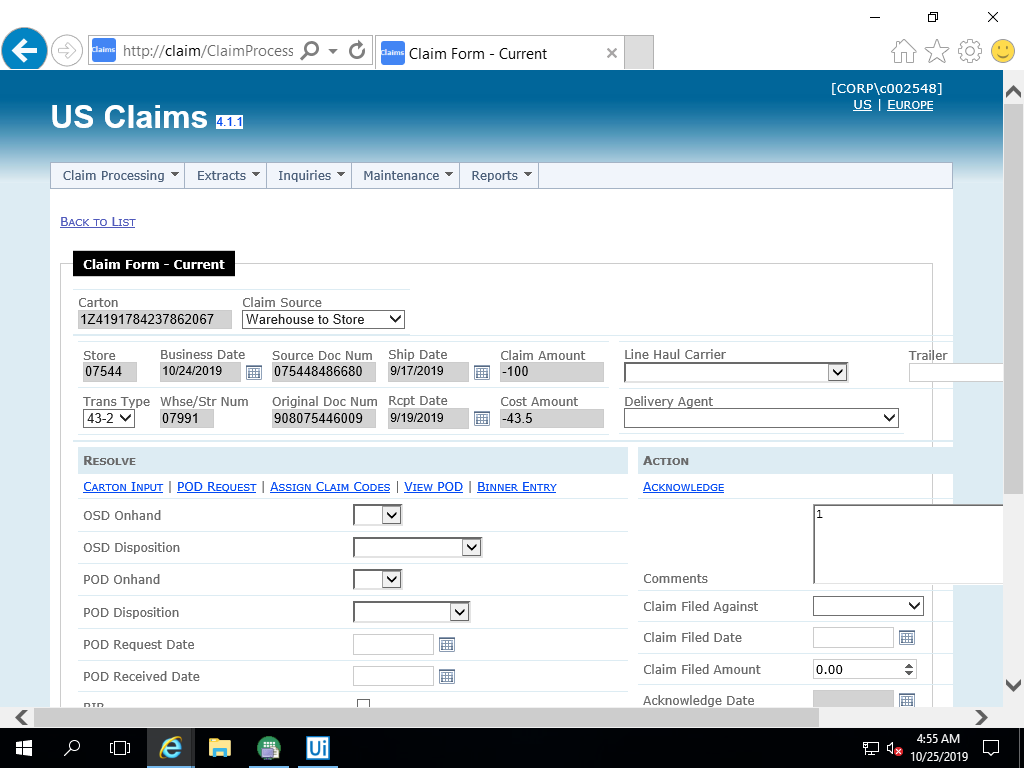 Claims http://claim/ClaimProcess
Claims Claim Form - Current
[CORP\c002548]
US | EUROPE
US Claims 4.1.1
Claim Processing Extracts Inquiries Maintenance Reports
BACK TO LIST
Claim Form - Current
Carton Claim Source
1Z4191784237862067 Warehouse to Store
Store Business Date Source Doc Num Ship Date Claim Amount Line Haul Carrier Trailer
07544 10/24/2019 075448486680 9/17/2019 -100
Trans Type Whse/Str Num Original Doc Num Rcpt Date Cost Amount Delivery Agent
43-2 07991 908075446009 9/19/2019 -43.5
RESOLVE ACTION
CARTON INPUT | POD REQUEST | ASSIGN CLAIM CODES | VIEW POD | BINNER ENTRY ACKNOWLEDGE
OSD Onhand 1
OSD Disposition
POD Onhand Comments
POD Disposition Claim Filed Against
POD Request Date Claim Filed Date
POD Received Date Claim Filed Amount 0.00
Acknowledge Date
Ui
4:55 AM
10/25/2019